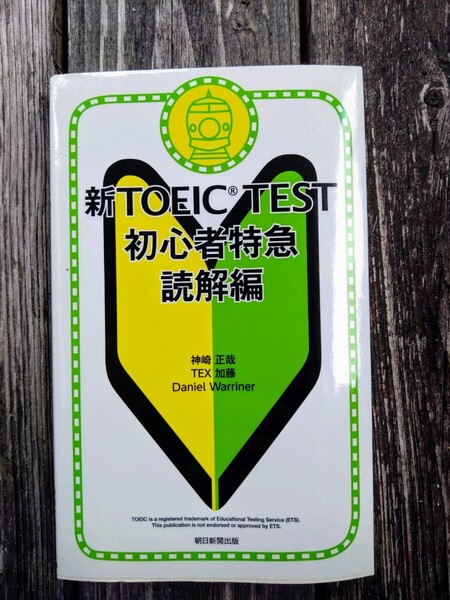 新TOEIC® TEST
初心者特急
読解編
神崎 正哉
TEX 加藤
Daniel Warriner
TOEIC is a registered trademark of Educational Testing Service (ETS).
This publication is not endorsed or approved by ETS.
朝日新聞出版